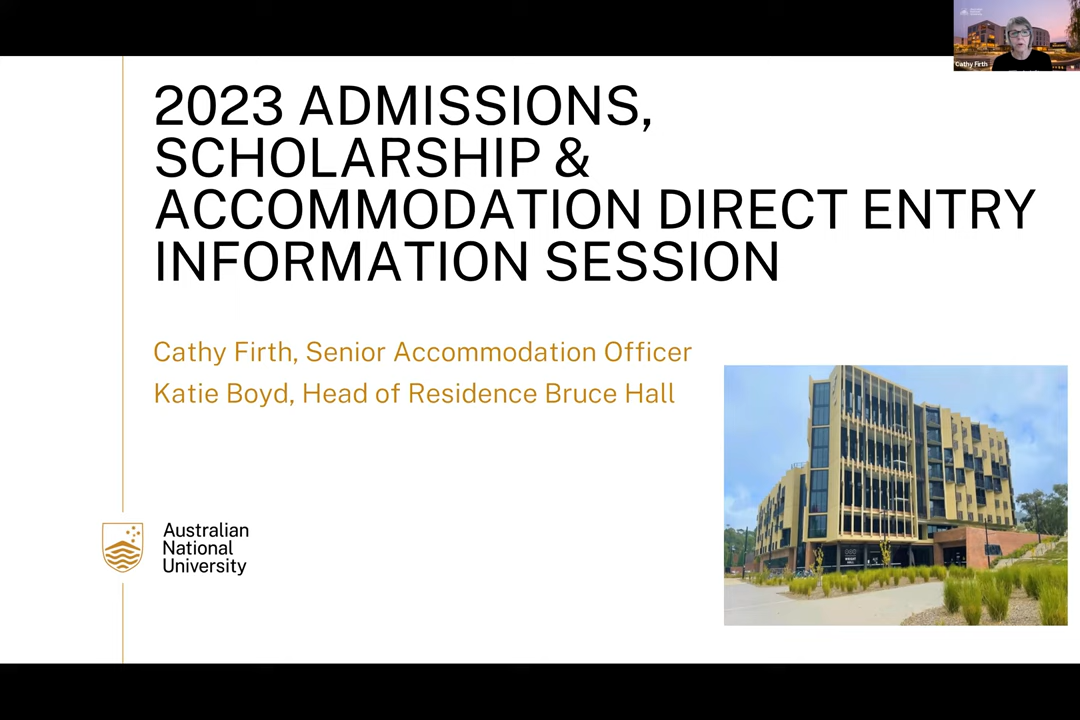 Cathy Firth
2023 ADMISSIONS,
SCHOLARSHIP &
ACCOMMODATION DIRECT ENTRY
INFORMATION SESSION
Cathy Firth, Senior Accommodation Officer
Katie Boyd, Head of Residence Bruce Hall
Australian
National
University